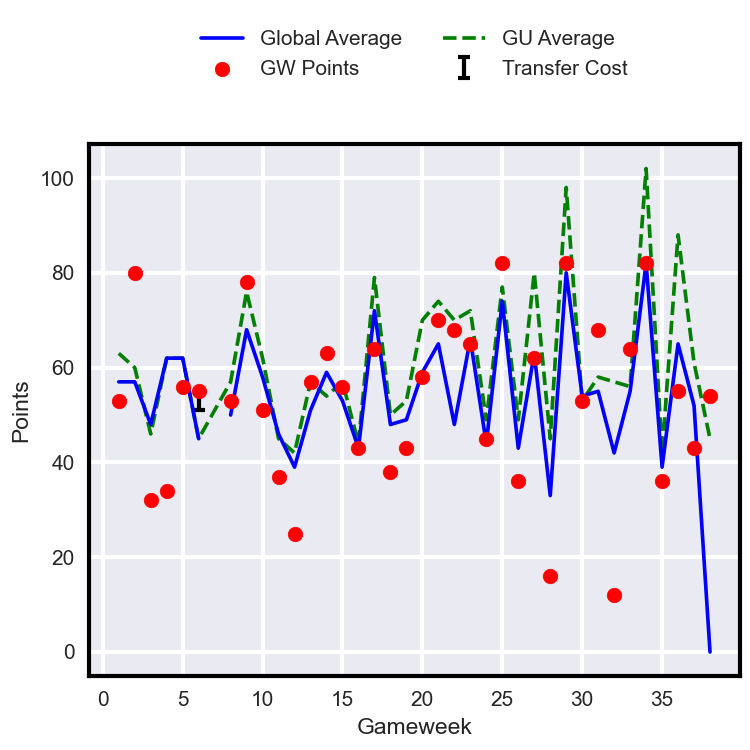 Global Average
GU Average
GW Points
Transfer Cost
100
80
60
40
20
0
Points
0 5 10 15 20 25 30 35
Gameweek